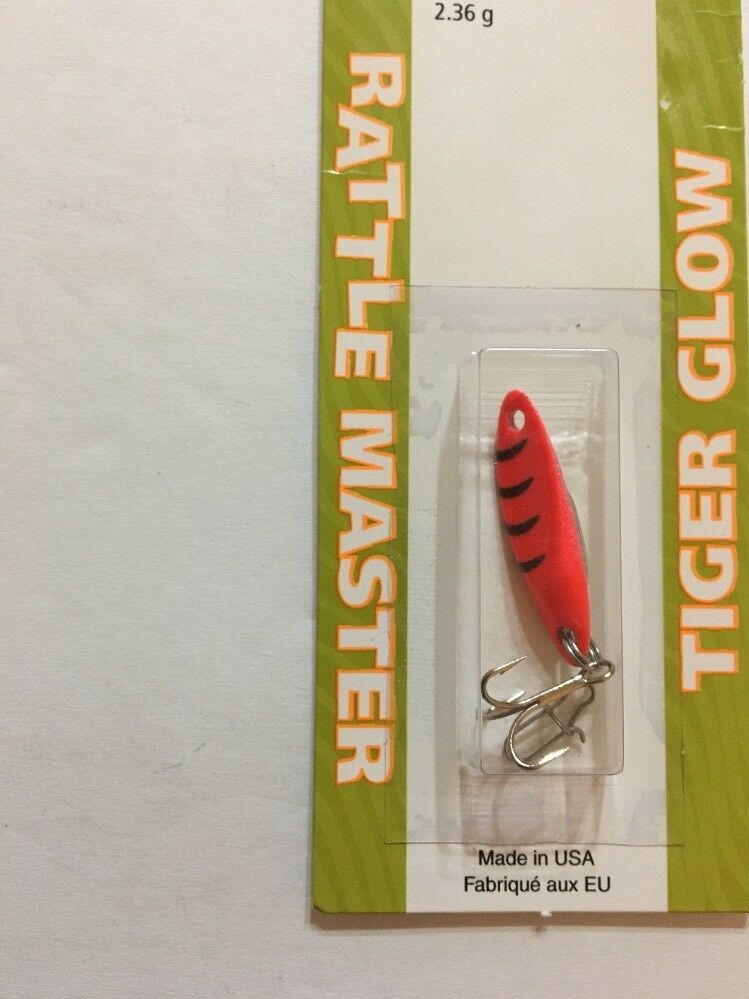 2.36 g
RATTLE MASTER
TIGER GLOW
Made in USA
Fabriqué aux EU